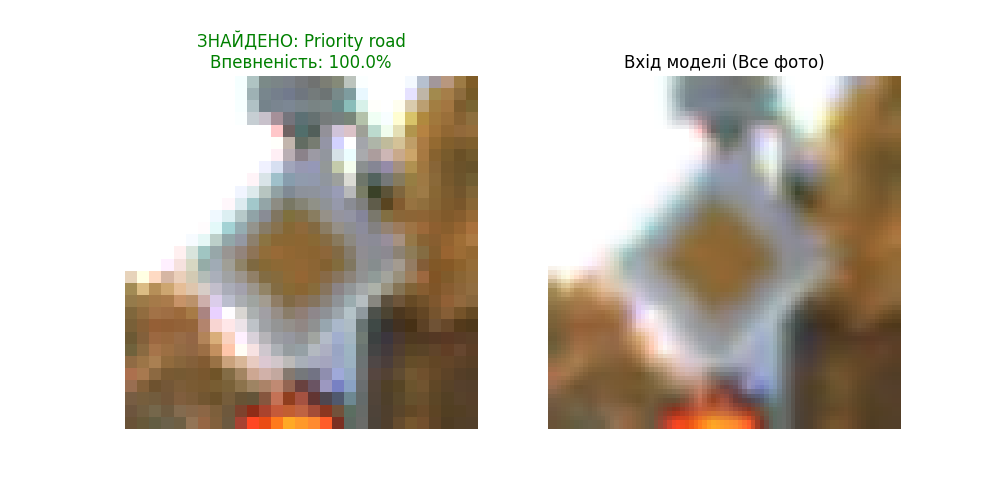 ЗНАЙДЕНО: Priority road
Впевненість: 100.0%
Вхід моделі (Все фото)